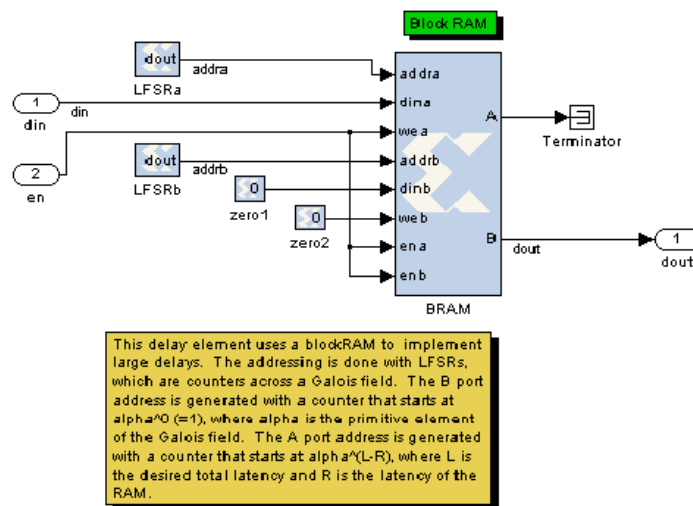 Block RAM
dout
LFSRa
addra
1
din
din
2
en
dout
LFSRb
addrb
0
zero1
0
zero2
addra
dina
wea
addrb
dinb
web
ena
enb
A
B
BRAM
Terminator
dout
1
dout
This delay element uses a blockRAM to implement
large delays. The addressing is done with LFSRs,
which are counters across a Galois field. The B port
address is generated with a counter that starts at
alpha^0 (=1), where alpha is the primitive element
of the Galois field. The A port address is generated
with a counter that starts at alpha^(L-R), where L is
the desired total latency and R is the latency of the
RAM.